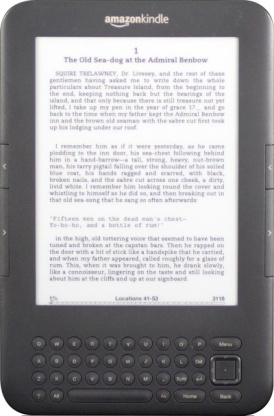 amazonkindle
1
The Old Sea-dog at the Admiral Benbow
SQUIRE TRELAWNEY, Dr. Livesey, and the rest of these
gentlemen having asked me to write down the whole
particulars about Treasure Island, from the beginning to
the end, keeping nothing back but the bearings of the
island, and that only because there is still treasure not yet
lifted, I take up my pen in the year of grace 17... and go
back to the time when my father kept the Admiral Benbow
inn and the brown old seaman with the sabre cut first took
up his lodging under our roof.
I remember him as if it were yesterday, as he came
plodding to the inn door, his sea-chest following behind
him in a hand-barrow—a tall, strong, heavy, nut-brown
man, his tarry pigtail falling over the shoulder of his soiled
blue coat, his hands ragged and scarred, with black,
broken nails, and the sabre cut across one cheek, a dirty,
livid white. I remember him looking round the cover and
whistling to himself as he did so, and then breaking out in
that old sea-song that he sang so often afterwards:
"Fifteen men on the dead man's chest—
Yo-ho-ho, and a bottle of rum!"
in the high, old tottering voice that seemed to have been
tuned and broken at the capstan bars. Then he rapped on
the door with a bit of stick like a handspike that he carried,
and when my father appeared, called roughly for a glass of
rum. This, when it was brought to him, he drank slowly,
like a connoisseur, lingering on the taste and still looking
about him at the cliffs and up at our signboard.
1% Locations 41-53 3116
Q W E R T Y U I O P Menu
A S D F G H J K L Del
Z X C V B N M . Sym
Alt Aa Home Back